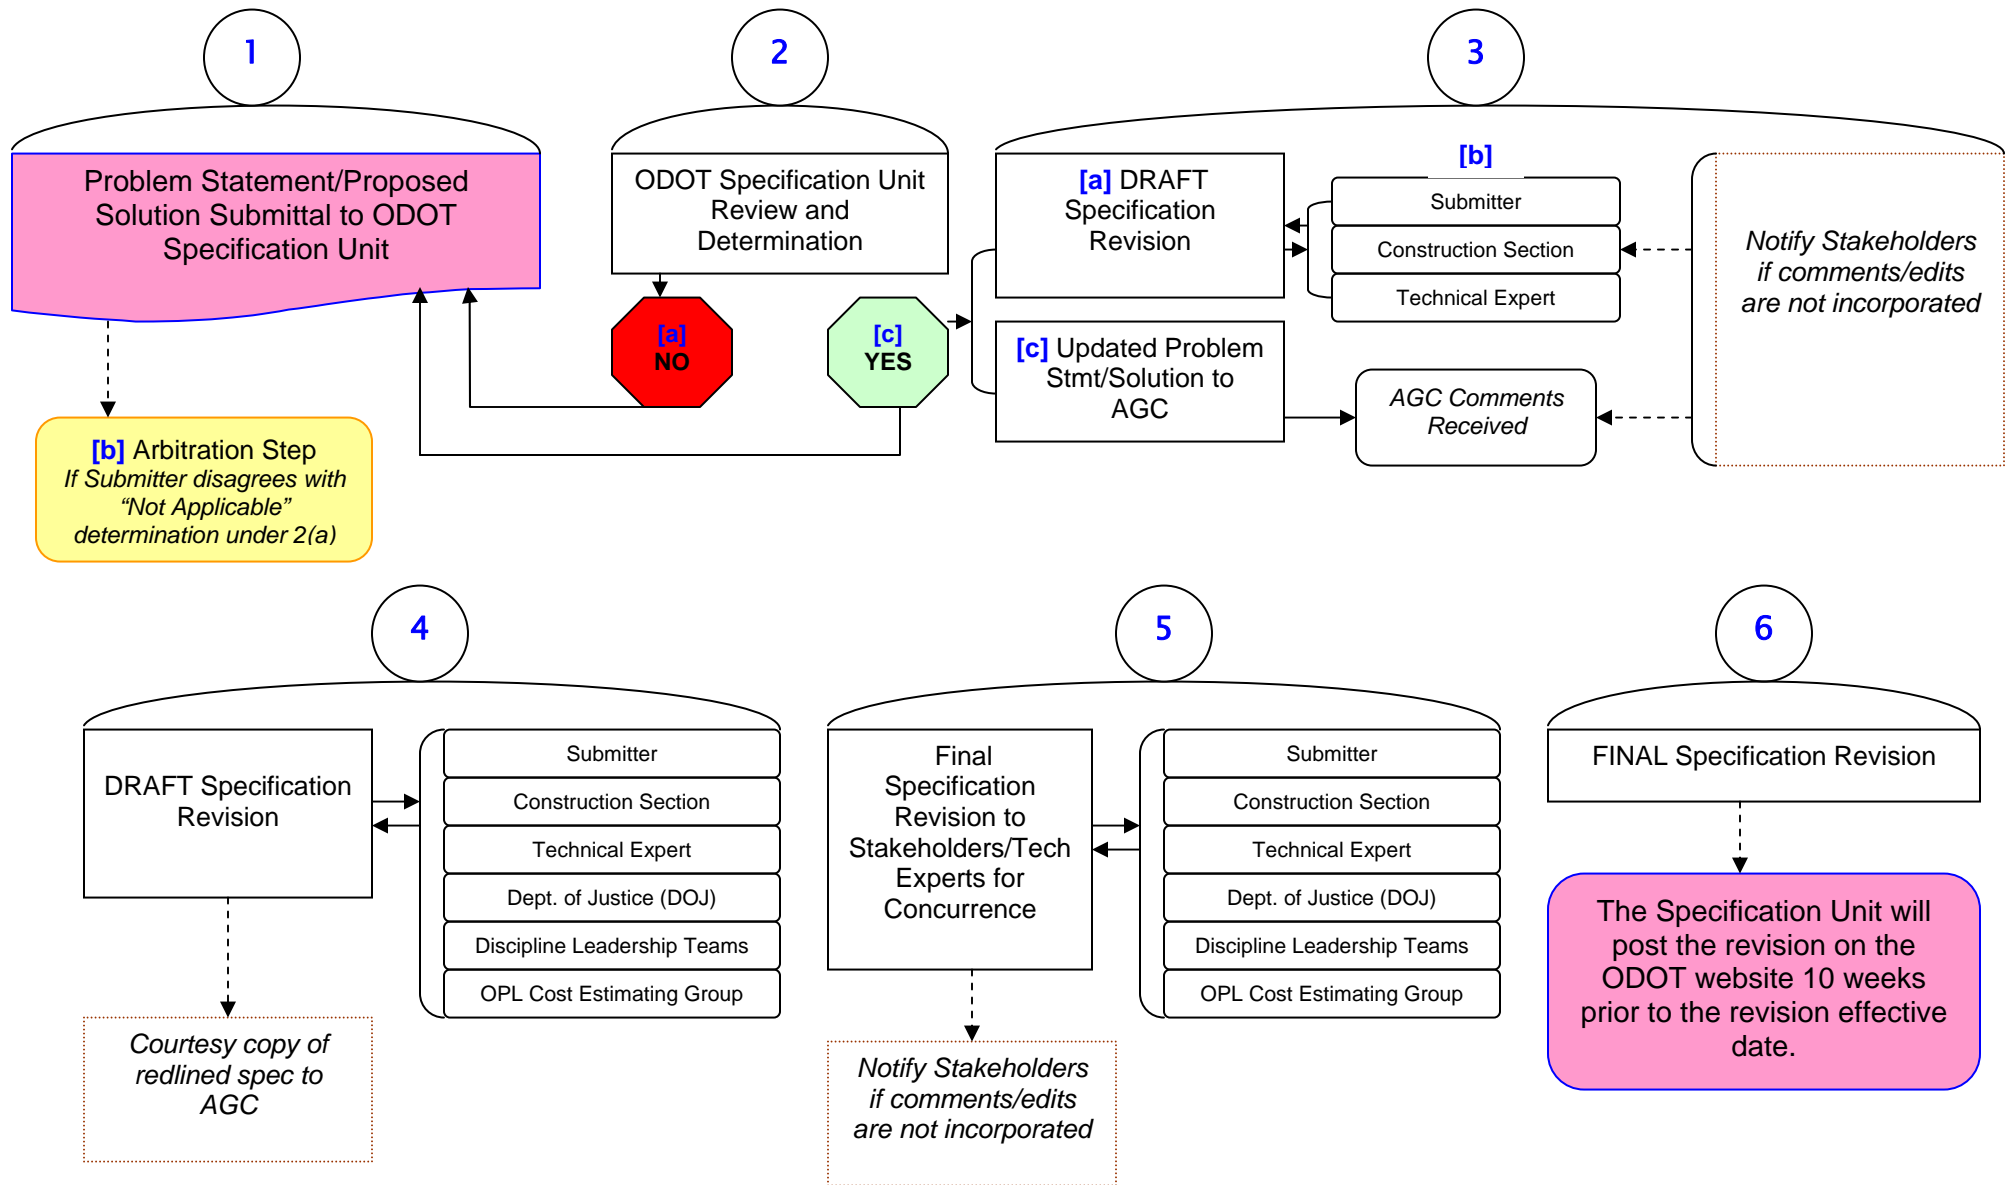 1
Problem Statement/Proposed
Solution Submittal to ODOT
Specification Unit
[b] Arbitration Step
If Submitter disagrees with
“Not Applicable”
determination under 2(a)
2
ODOT Specification Unit
Review and
Determination
[a]
NO
[c]
YES
3
[a] DRAFT
Specification
Revision
[b]
Submitter
Construction Section
Technical Expert
[c] Updated Problem
Stmt/Solution to
AGC
AGC Comments
Received
Notify Stakeholders
if comments/edits
are not incorporated
4
DRAFT Specification
Revision
Submitter
Construction Section
Technical Expert
Dept. of Justice (DOJ)
Discipline Leadership Teams
OPL Cost Estimating Group
Courtesy copy of
redlined spec to
AGC
5
Final
Specification
Revision to
Stakeholders/Tech
Experts for
Concurrence
Submitter
Construction Section
Technical Expert
Dept. of Justice (DOJ)
Discipline Leadership Teams
OPL Cost Estimating Group
Notify Stakeholders
if comments/edits
are not incorporated
6
FINAL Specification Revision
The Specification Unit will
post the revision on the
ODOT website 10 weeks
prior to the revision effective
date.